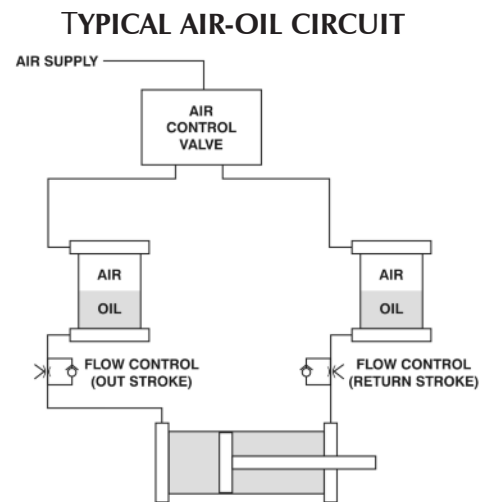 TYPICAL AIR-OIL CIRCUIT
AIR SUPPLY
AIR
CONTROL
VALVE
AIR
OIL
AIR
OIL
FLOW CONTROL
(OUT STROKE)
FLOW CONTROL
(RETURN STROKE)